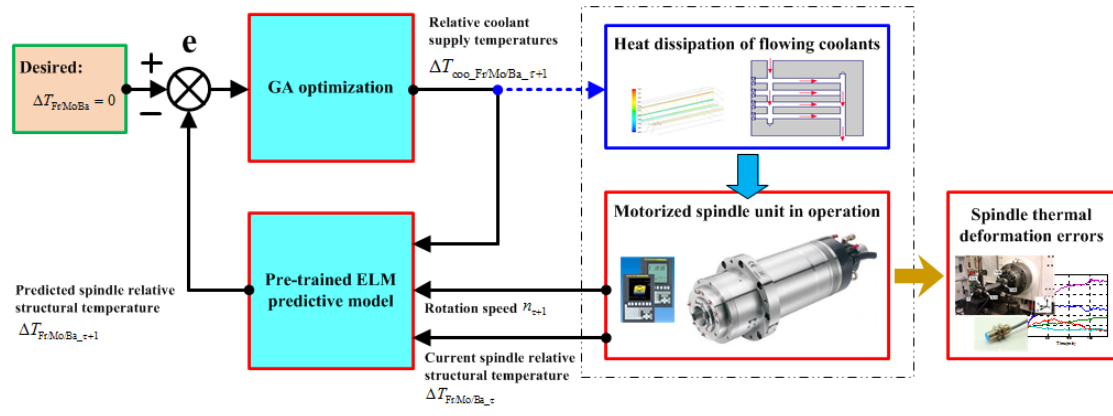 Desired:
ΔT_Fr/Mo/Ba = 0
+
−
e
GA optimization
Relative coolant
supply temperatures
ΔT_coo_Fr/Mo/Ba_τ+1
Heat dissipation of flowing coolants
Motorized spindle unit in operation
Spindle thermal
deformation errors
Pre-trained ELM
predictive model
Predicted spindle relative
structural temperature
ΔT_Fr/Mo/Ba_τ+1
Rotation speed n_τ+1
Current spindle relative
structural temperature
ΔT_Fr/Mo/Ba_τ